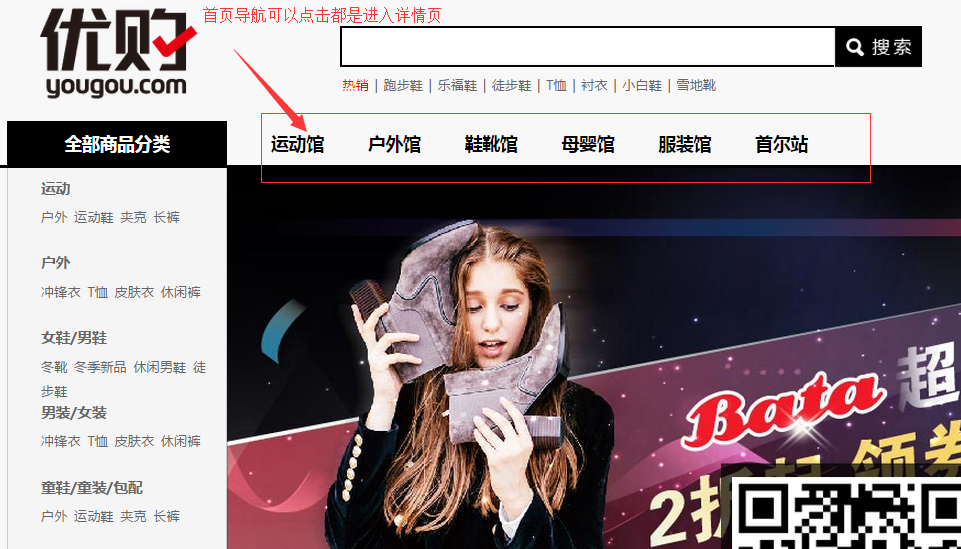 优购
yougou.com
首页导航可以点击都是进入详情页
搜索
热销 | 跑步鞋 | 乐福鞋 | 徒步鞋 | T恤 | 衬衣 | 小白鞋 | 雪地靴
全部商品分类
运动馆 户外馆 鞋靴馆 母婴馆 服装馆 首尔站
运动
户外 运动鞋 夹克 长裤
户外
冲锋衣 T恤 皮肤衣 休闲裤
女鞋/男鞋
冬靴 冬季新品 休闲男鞋 徒
步鞋
男装/女装
冲锋衣 T恤 皮肤衣 休闲裤
童鞋/童装/包配
户外 运动鞋 夹克 长裤
Bata 超
2折起 领券